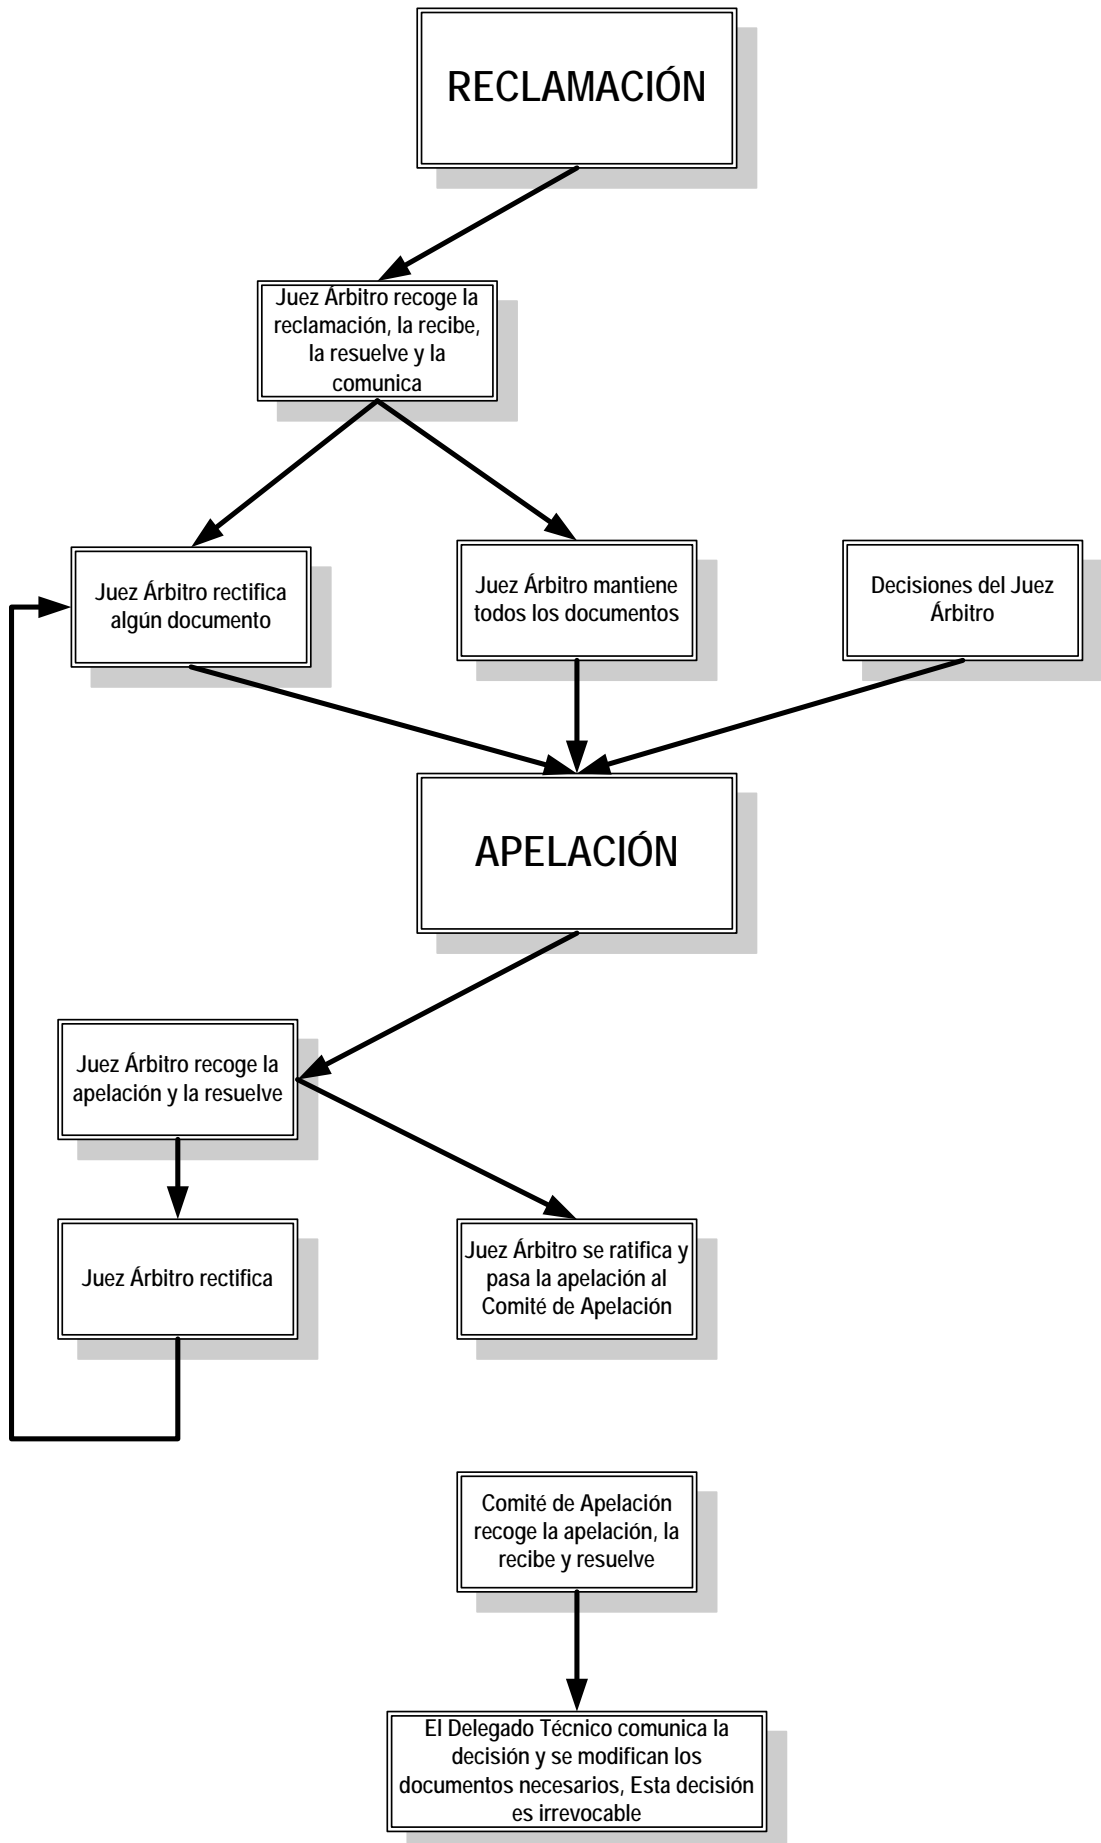 RECLAMACIÓN
Juez Árbitro recoge la
reclamación, la recibe,
la resuelve y la
comunica
Juez Árbitro rectifica
algún documento
Juez Árbitro mantiene
todos los documentos
Decisiones del Juez
Árbitro
APELACIÓN
Juez Árbitro recoge la
apelación y la resuelve
Juez Árbitro rectifica
Juez Árbitro se ratifica y
pasa la apelación al
Comité de Apelación
Comité de Apelación
recoge la apelación, la
recibe y resuelve
El Delegado Técnico comunica la
decisión y se modifican los
documentos necesarios, Esta decisión
es irrevocable